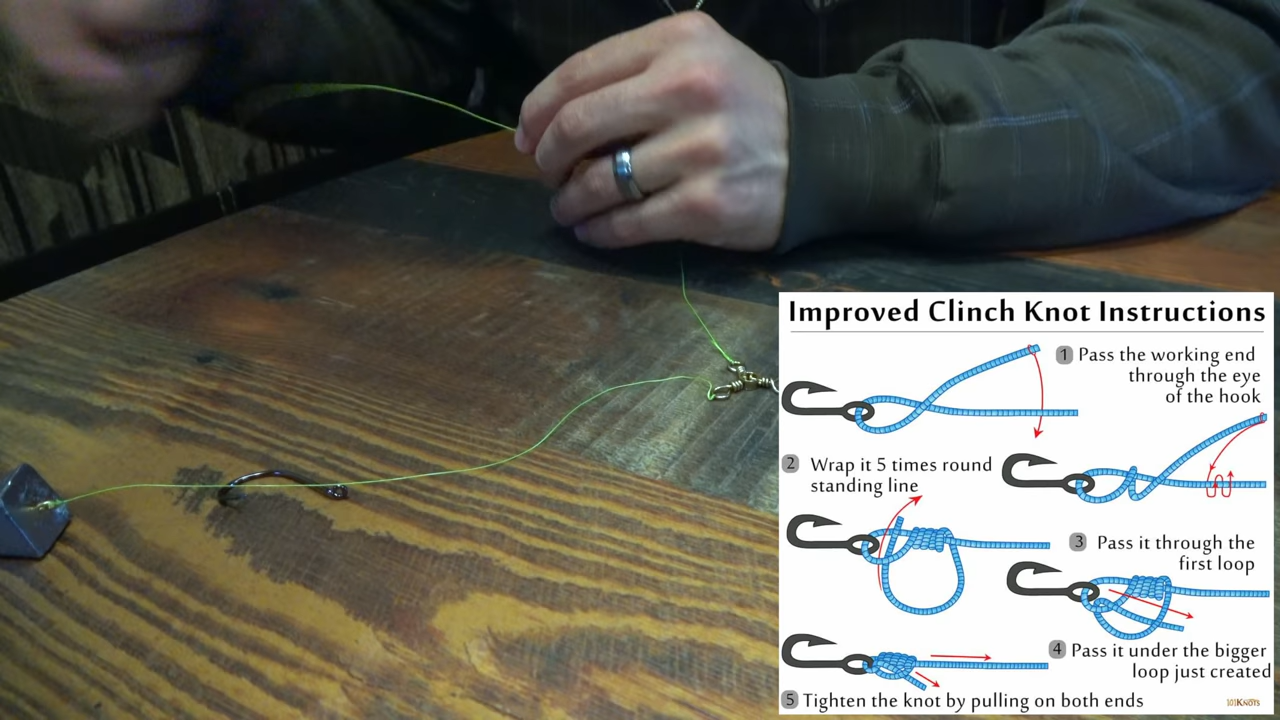 Improved Clinch Knot Instructions
1 Pass the working end
through the eye
of the hook
2 Wrap it 5 times round
standing line
3 Pass it through the
first loop
4 Pass it under the bigger
loop just created
5 Tighten the knot by pulling on both ends
101KNOTS